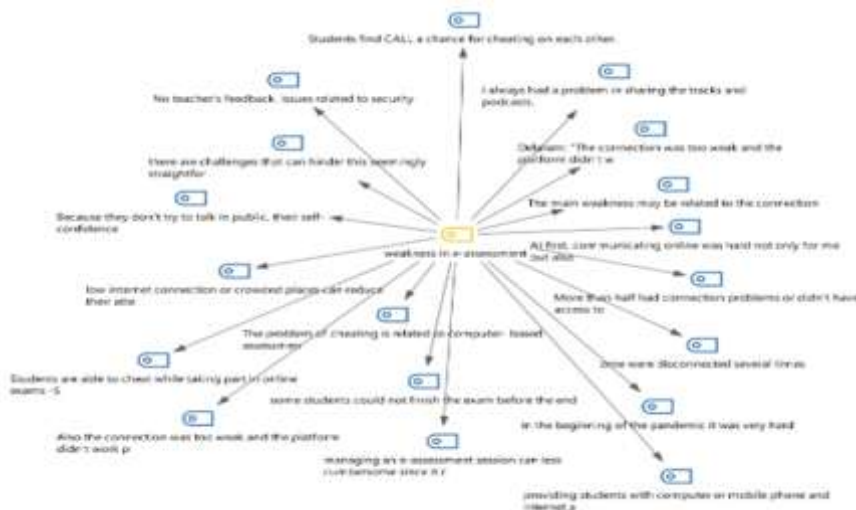 Students find CALL a chance for cheating on each other.
No teacher's feedback, issues related to security
I always had a problem in sharing the tracks and
podcasts.
there are challenges that can hinder this seemingly
straightfor
Delaram: "The connection was too weak and the
platform didn't w
Because they don't try to talk in public, their self-
confidence
The main weakness may be related to the connection
weakness in e-assessment
At first, communicating online was hard not only for me
but also
low internet connection or crowded places can reduce
their atte
More than half had connection problems or didn't have
access to
The problem of cheating is related to computer- based
assessmen
Students are able to cheat while taking part in online
exams -S
were disconnected several times
some students could not finish the exam before the end
Also the connection was too weak and the platform
didn't work p
In the beginning of the pandemic it was very hard
managing an e-assessment session can less
cumbersome since it r
providing students with computer or mobile phone and
internet a